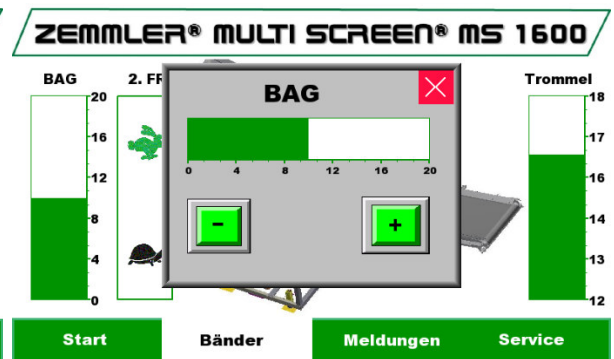 ZEMMLER® MULTI SCREEN® MS 1600
BAG
2. FR
Trommel
20
16
12
8
4
0
BAG
0 4 8 12 16 20
-
+
18
17
16
15
14
13
12
Start Bänder Meldungen Service